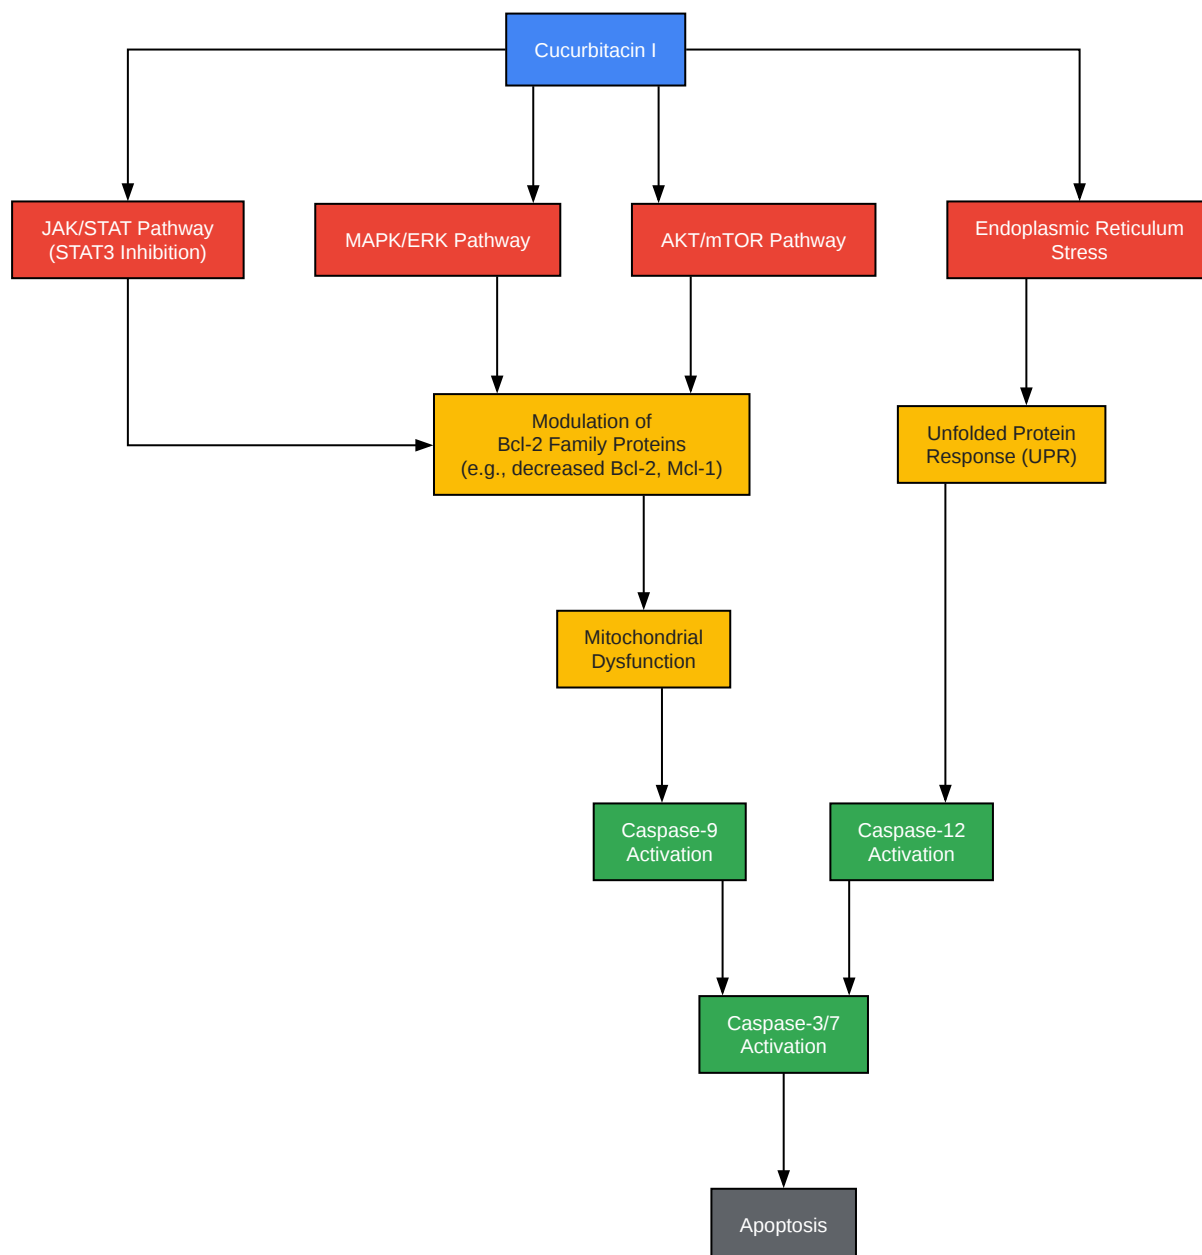 Cucurbitacin I
JAK/STAT Pathway
(STAT3 Inhibition)
MAPK/ERK Pathway
AKT/mTOR Pathway
Endoplasmic Reticulum
Stress
Modulation of
Bcl-2 Family Proteins
(e.g., decreased Bcl-2, Mcl-1)
Unfolded Protein
Response (UPR)
Mitochondrial
Dysfunction
Caspase-9
Activation
Caspase-12
Activation
Caspase-3/7
Activation
Apoptosis